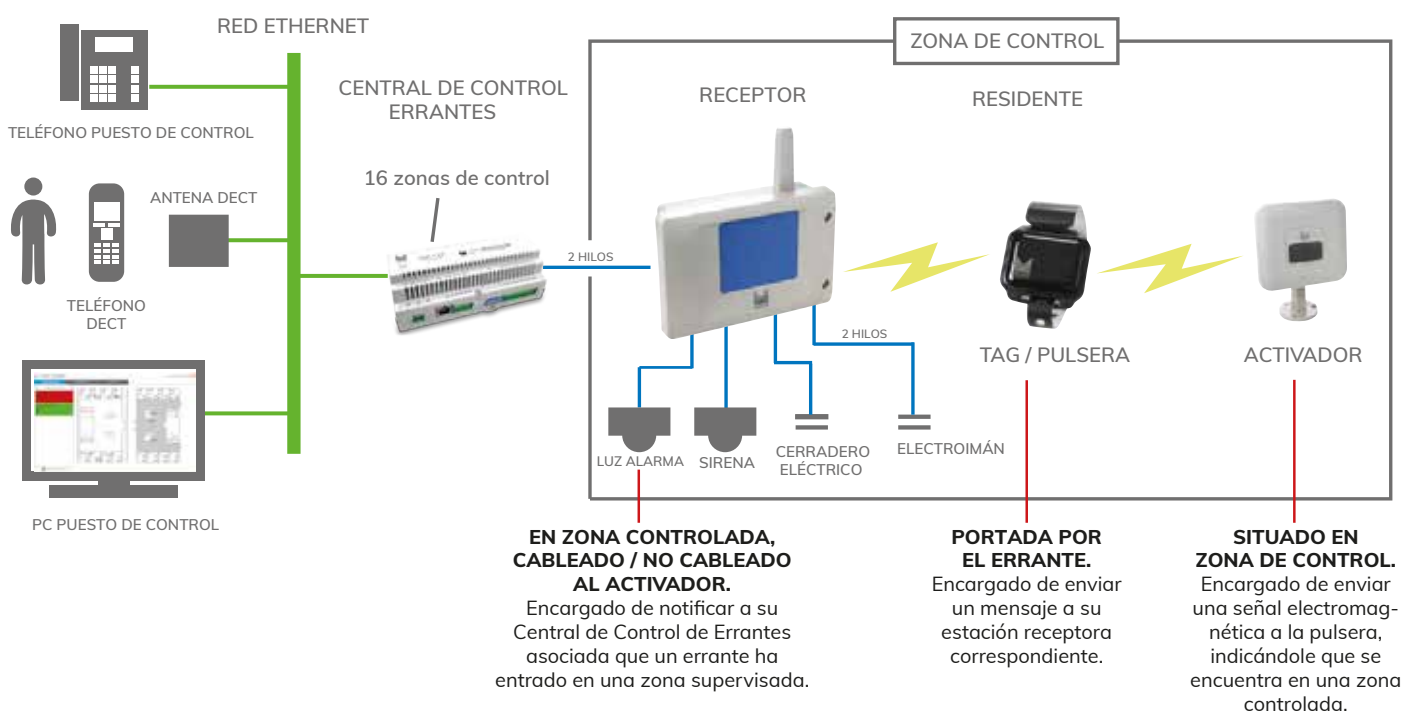 RED ETHERNET
ZONA DE CONTROL
CENTRAL DE CONTROL
ERRANTES
RECEPTOR
RESIDENTE
TELÉFONO PUESTO DE CONTROL
16 zonas de control
ANTENA DECT
2 HILOS
TELÉFONO
DECT
2 HILOS
TAG / PULSERA
ACTIVADOR
LUZ ALARMA
SIRENA
CERRADERO
ELÉCTRICO
ELECTROIMÁN
PC PUESTO DE CONTROL
EN ZONA CONTROLADA,
CABLEADO / NO CABLEADO
AL ACTIVADOR.
Encargado de notificar a su
Central de Control de Errantes
asociada que un errante ha
entrado en una zona supervisada.
PORTADA POR
EL ERRANTE.
Encargado de enviar
un mensaje a su
estación receptora
correspondiente.
SITUADO EN
ZONA DE CONTROL.
Encargado de enviar
una señal electromag-
nética a la pulsera,
indicándole que se
encuentra en una zona
controlada.